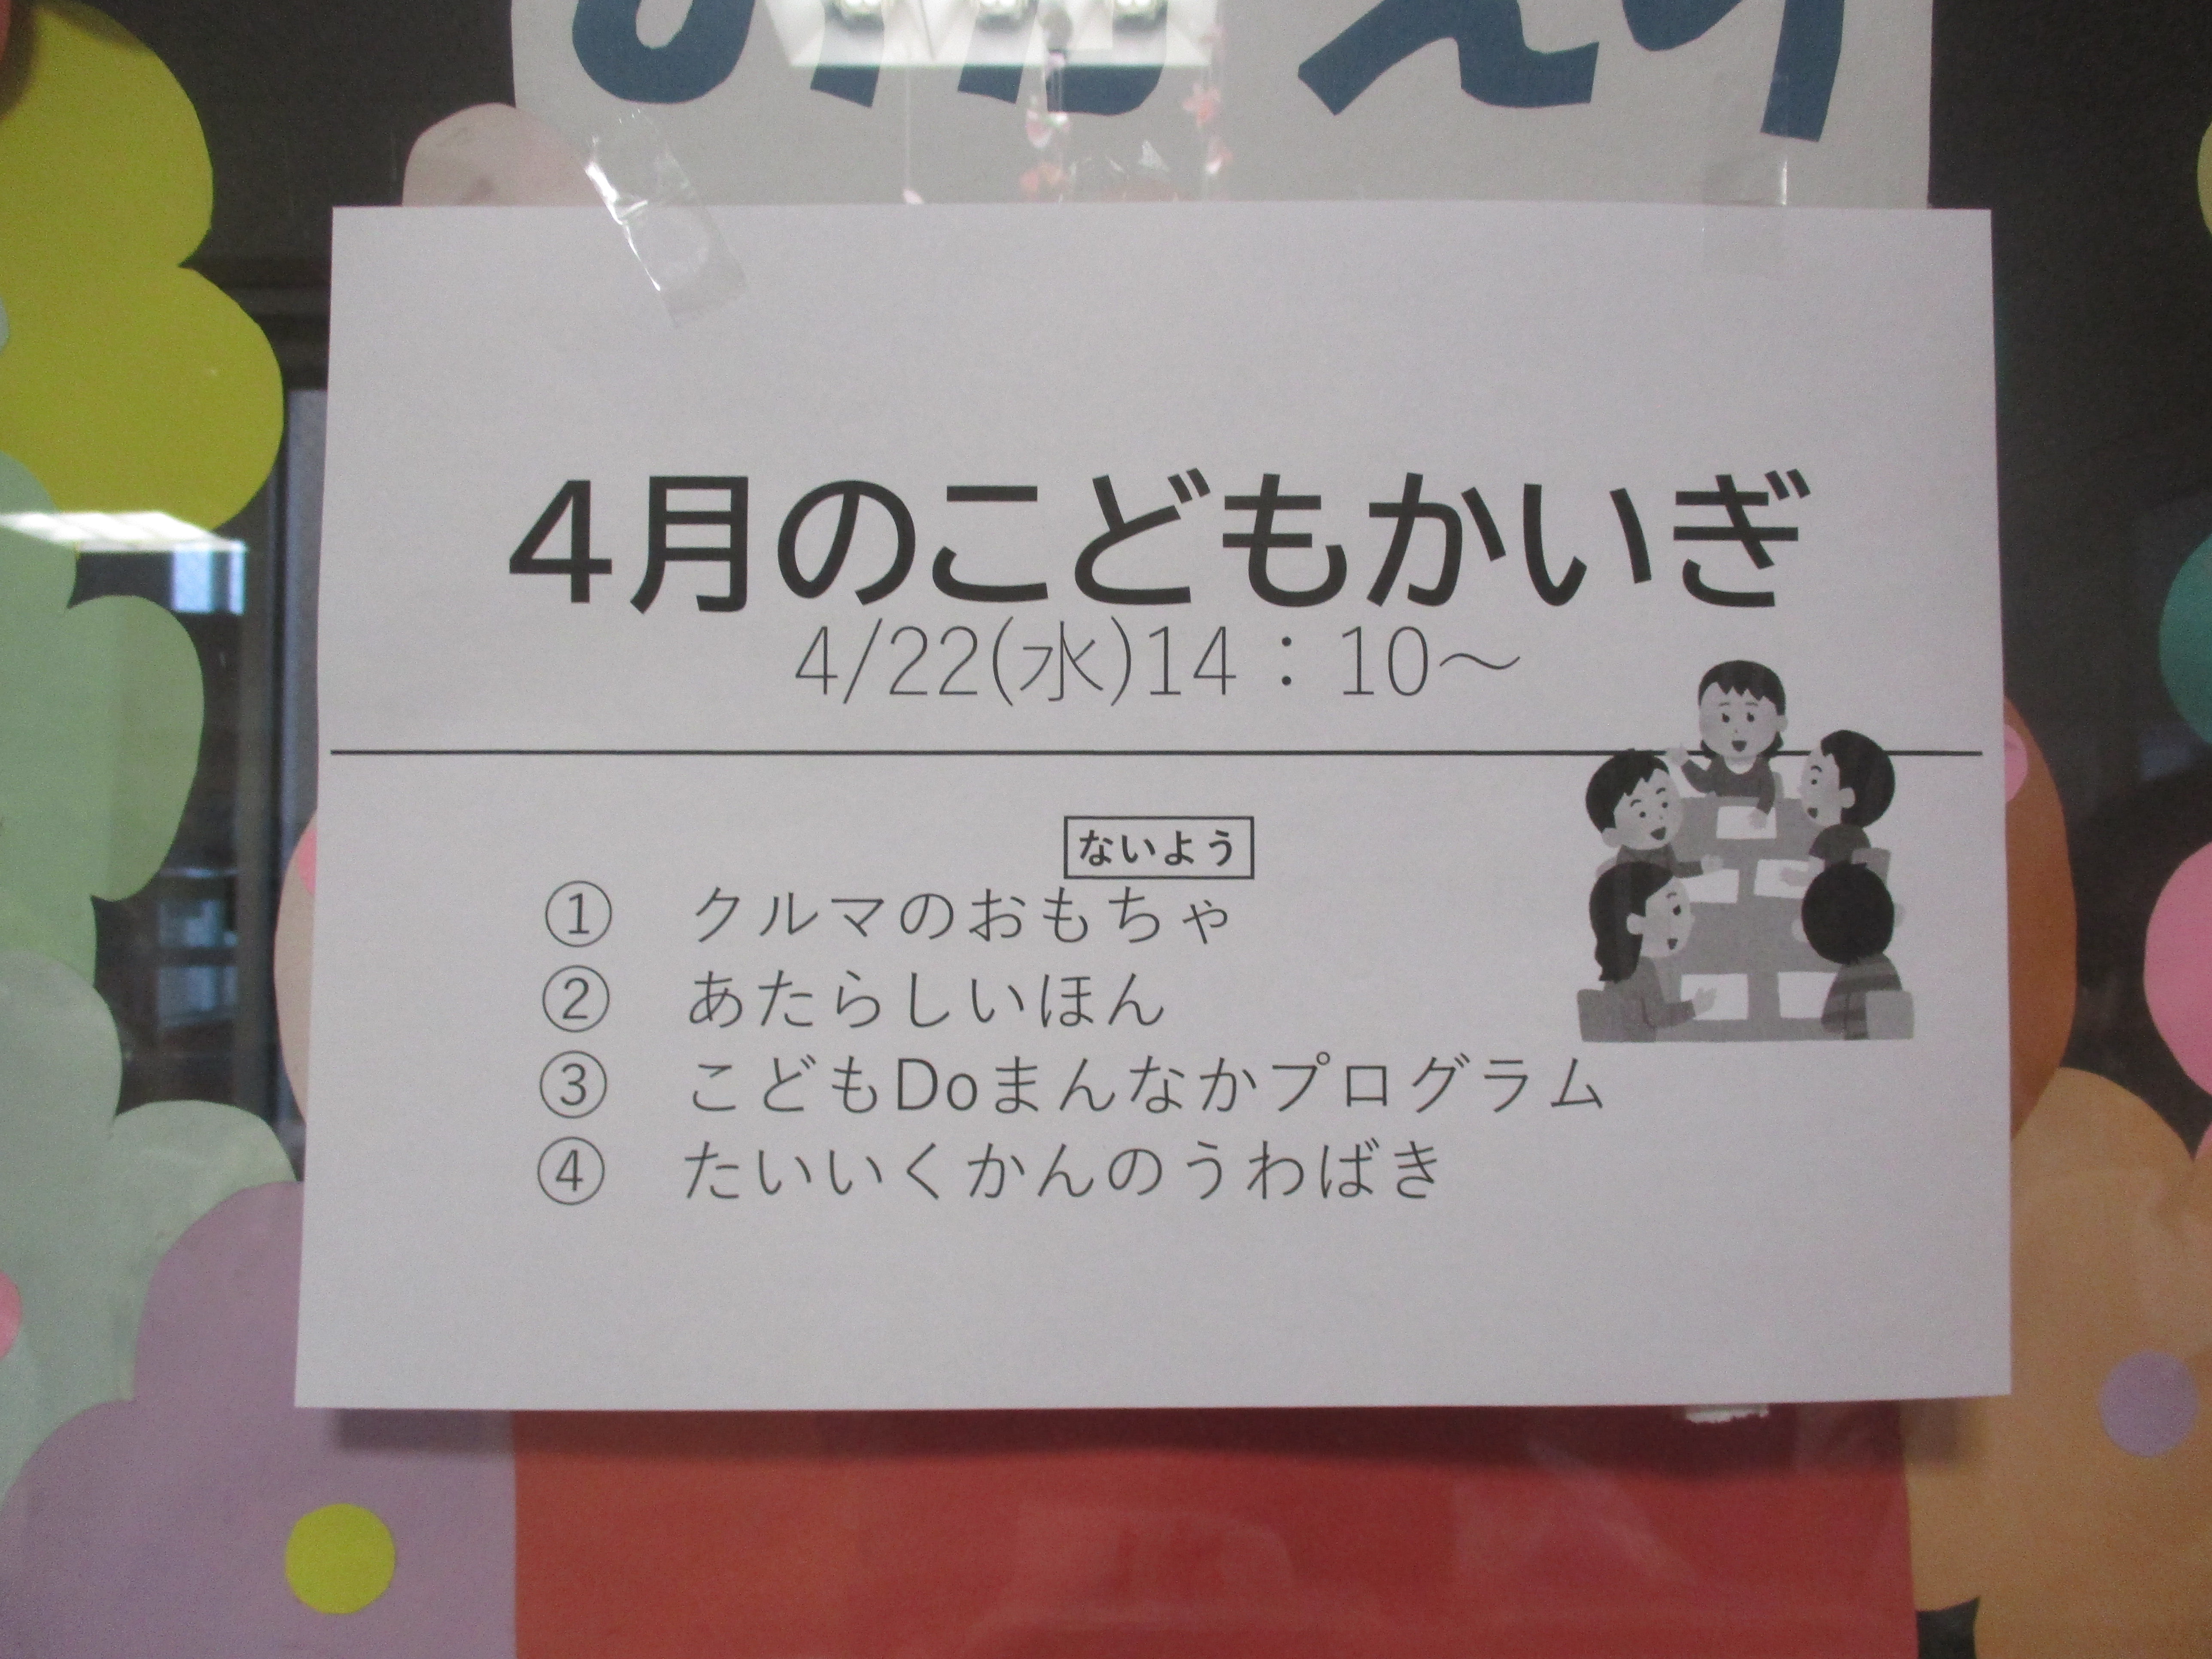 4月のこどもかいぎ
4/22(水)14：10～
ないよう
① クルマのおもちゃ
② あたらしいほん
③ こどもDoまんなかプログラム
④ たいいくかんのうわばき